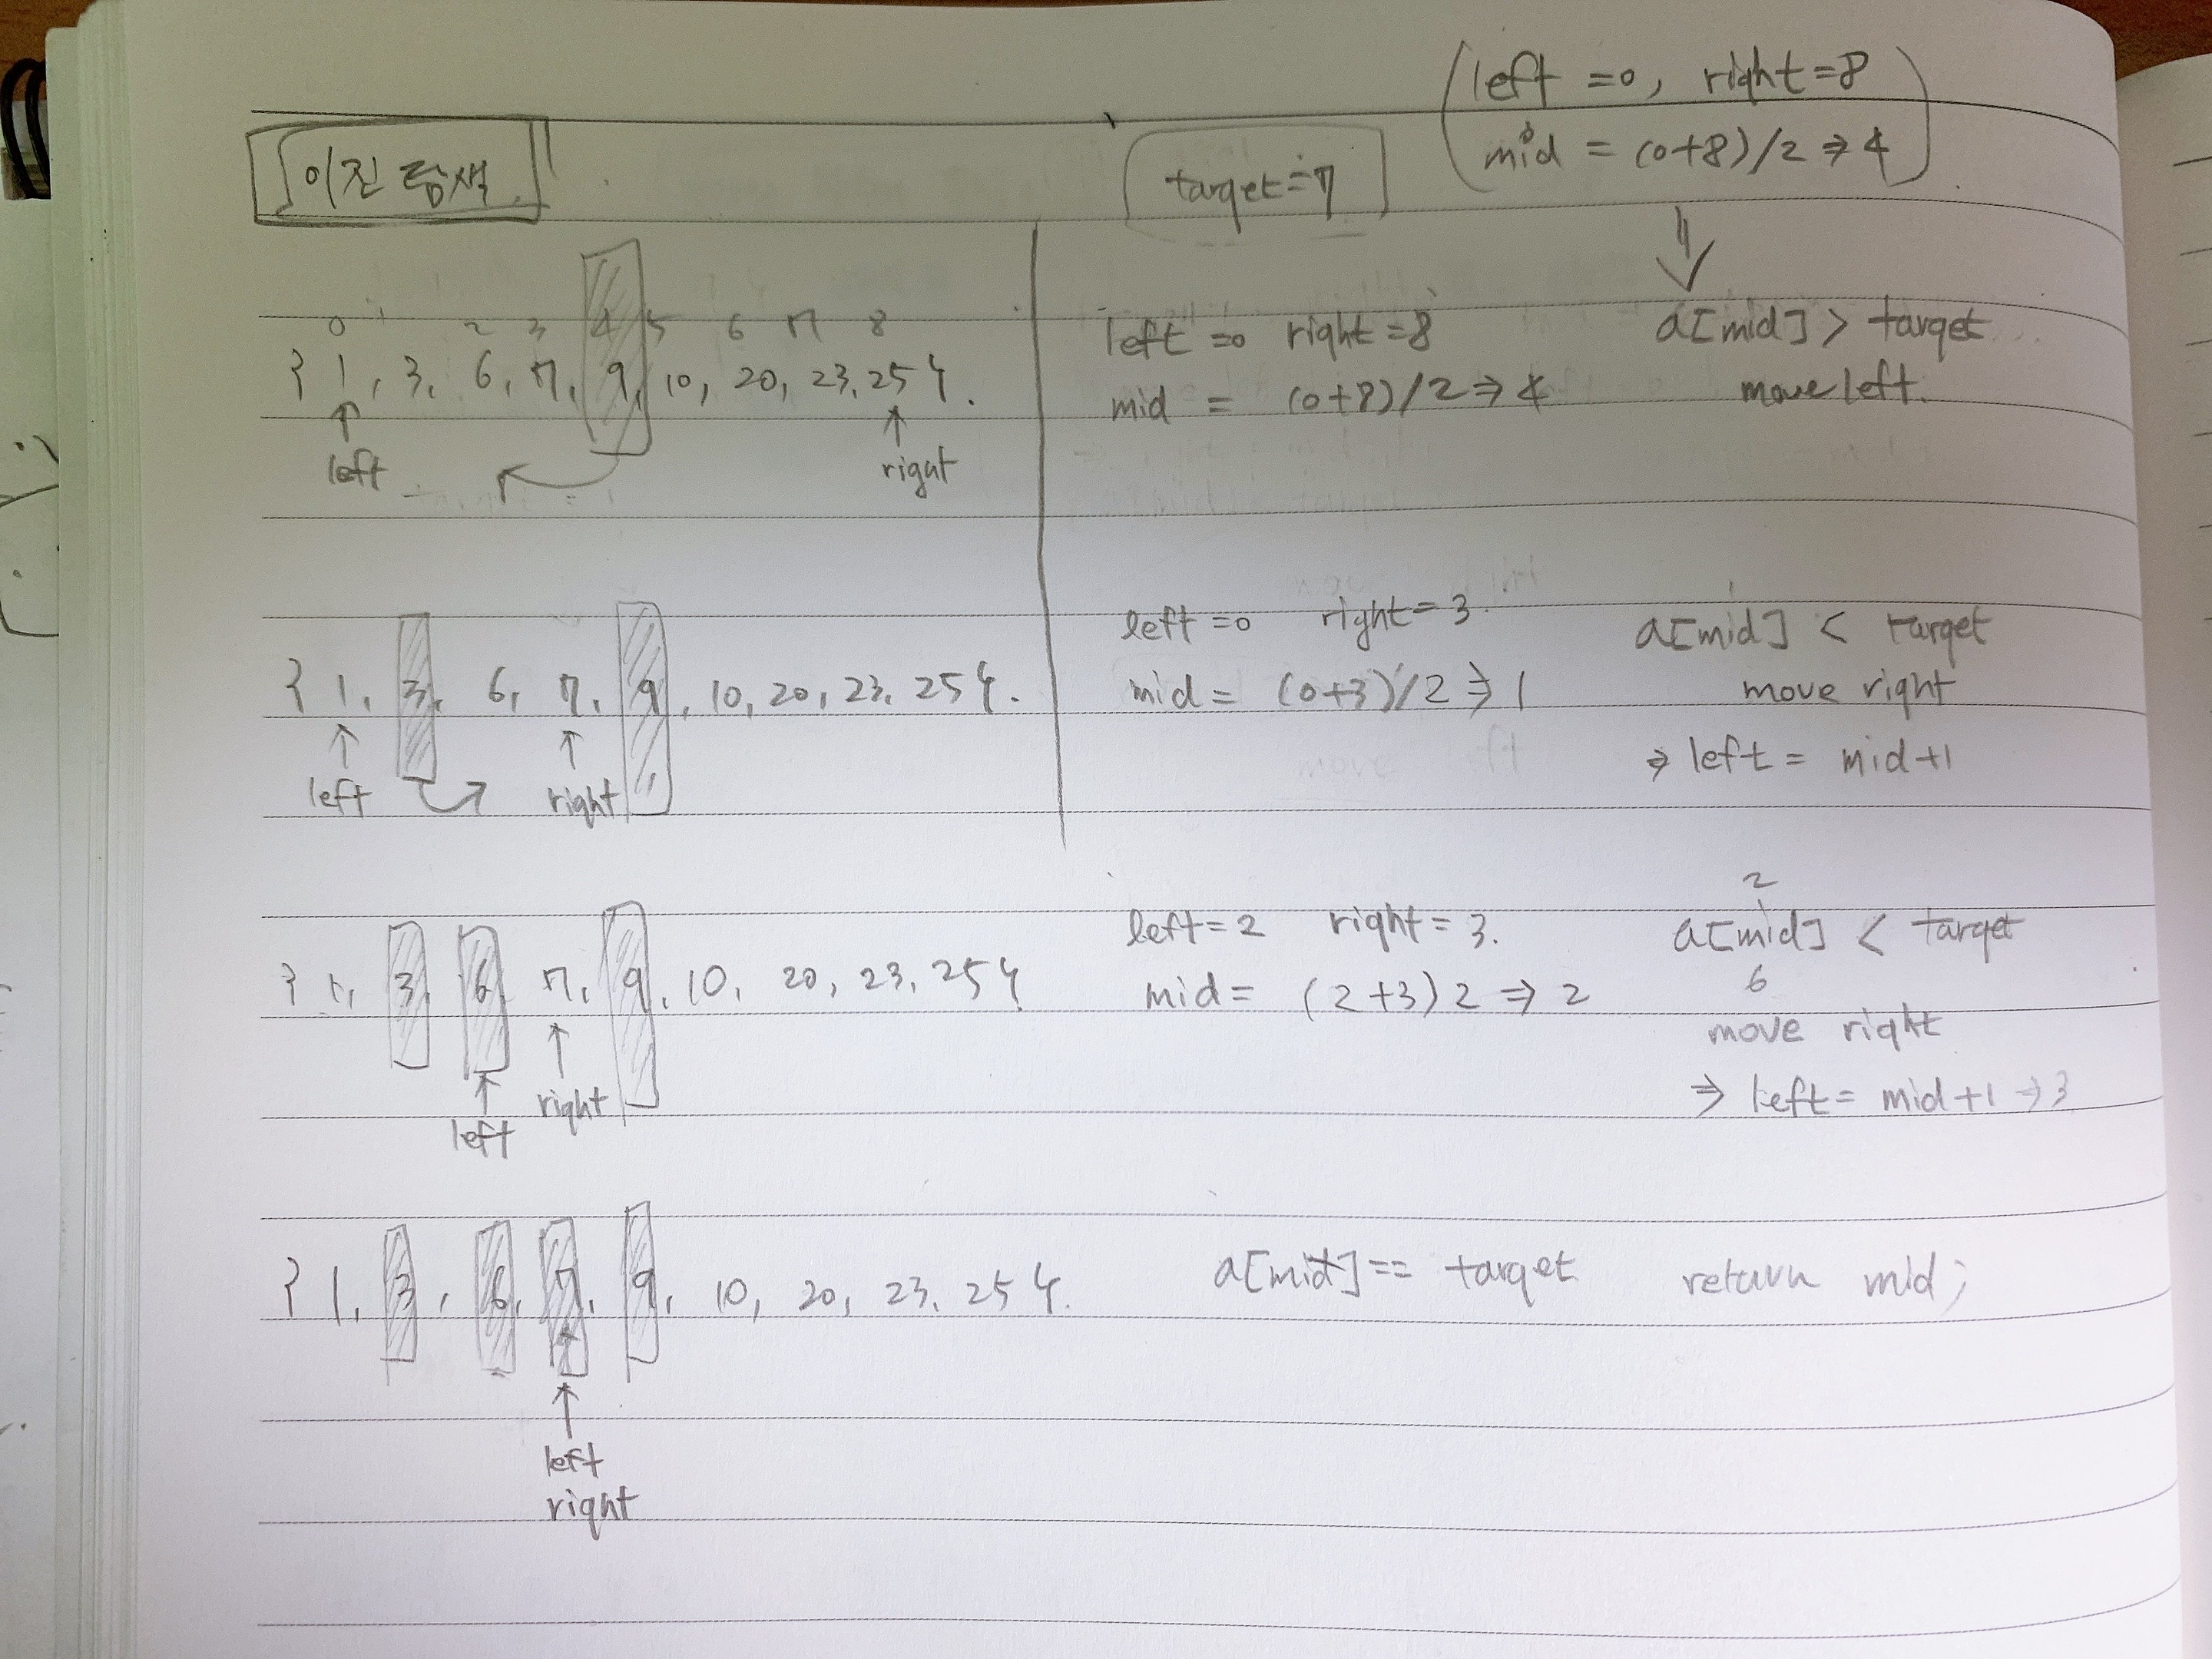 left =0, right=8
mid = (0+8)/2 ⇒ 4
이진 탐색
target=7
0 1 2 3 4 5 6 7 8
{ 1, 3, 6, 7, 9, 10, 20, 23, 25 }.
left right
left =0 right =8
mid = (0+8)/2 ⇒ 4
a[mid] > target
move left.
{ 1, 3, 6, 7, 9, 10, 20, 23, 25 }.
left right
left =0 right = 3.
mid = (0+3)/2 ⇒ 1
a[mid] < target
move right
⇒ left = mid+1
{ 1, 3, 6, 7, 9, 10, 20, 23, 25 }
right
left
left = 2 right = 3.
mid = (2+3) 2 ⇒ 2
2
a[mid] < target
6
move right
⇒ left = mid+1 → 3
{ 1, 3, 6, 7, 9, 10, 20, 23, 25 }.
left
right
a[mid] == target return mid;